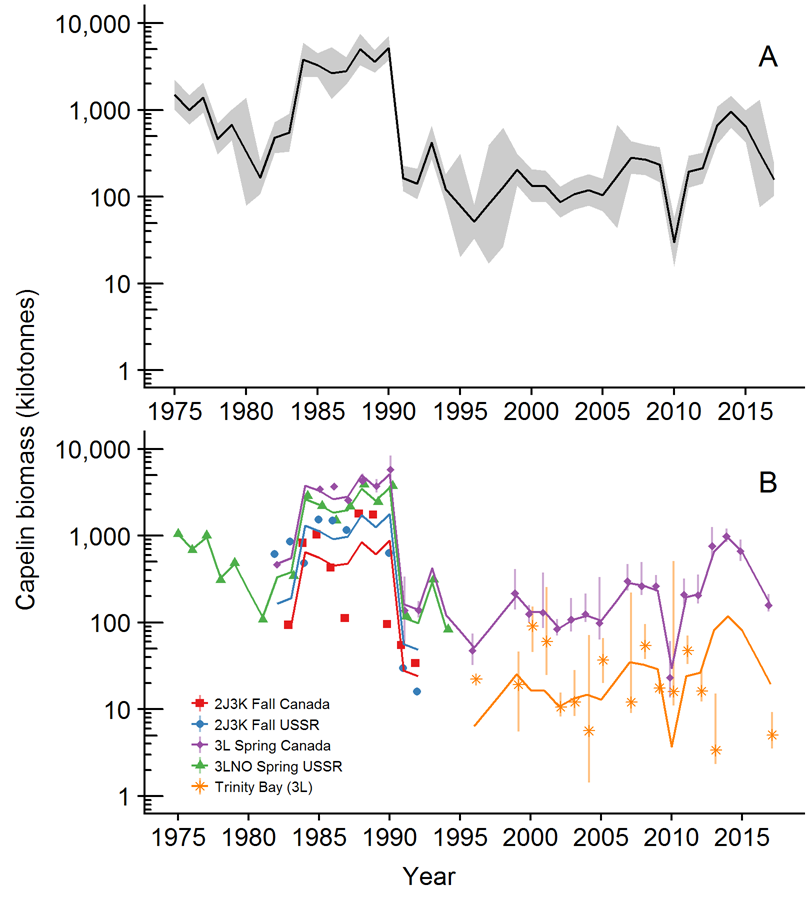 A
10,000
1,000
100
10
1
1975 1980 1985 1990 1995 2000 2005 2010 2015
Capelin biomass (kilotonnes)
B
10,000
1,000
100
10
1
2J3K Fall Canada
2J3K Fall USSR
3L Spring Canada
3LNO Spring USSR
Trinity Bay (3L)
1975 1980 1985 1990 1995 2000 2005 2010 2015
Year